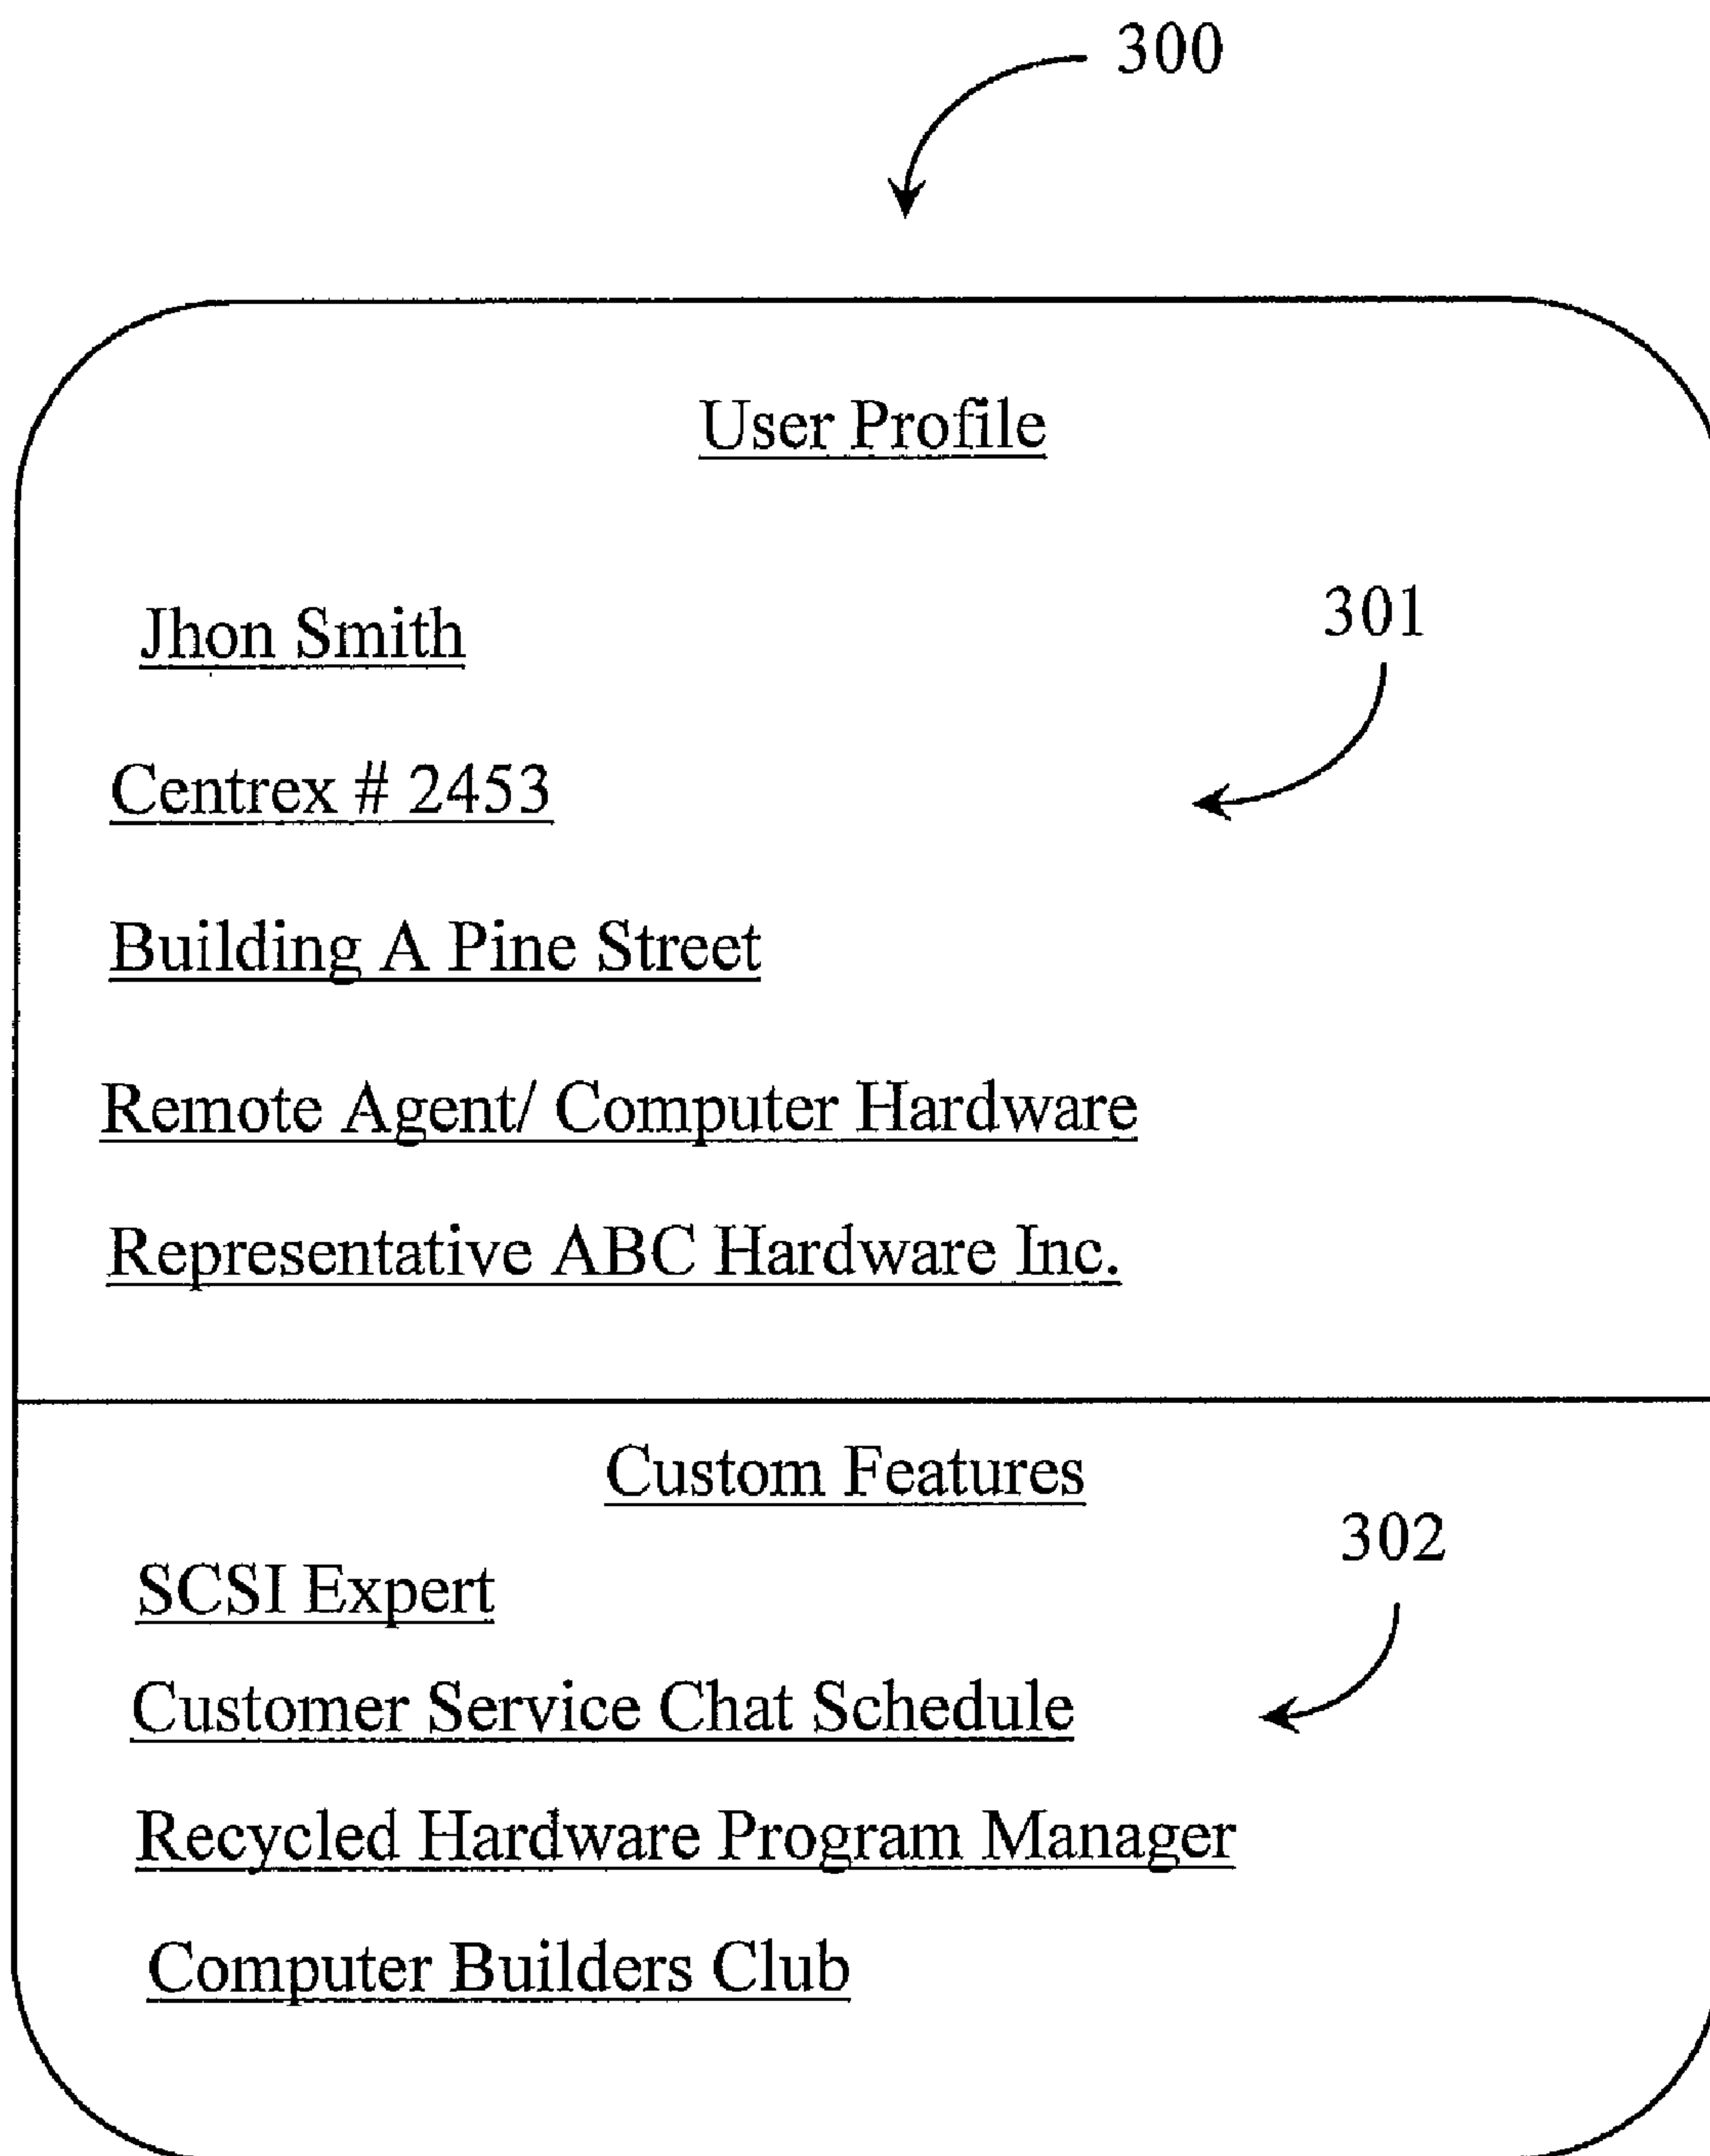 300
User Profile
Jhon Smith
301
Centrex # 2453
Building A Pine Street
Remote Agent/ Computer Hardware
Representative ABC Hardware Inc.
Custom Features
302
SCSI Expert
Customer Service Chat Schedule
Recycled Hardware Program Manager
Computer Builders Club